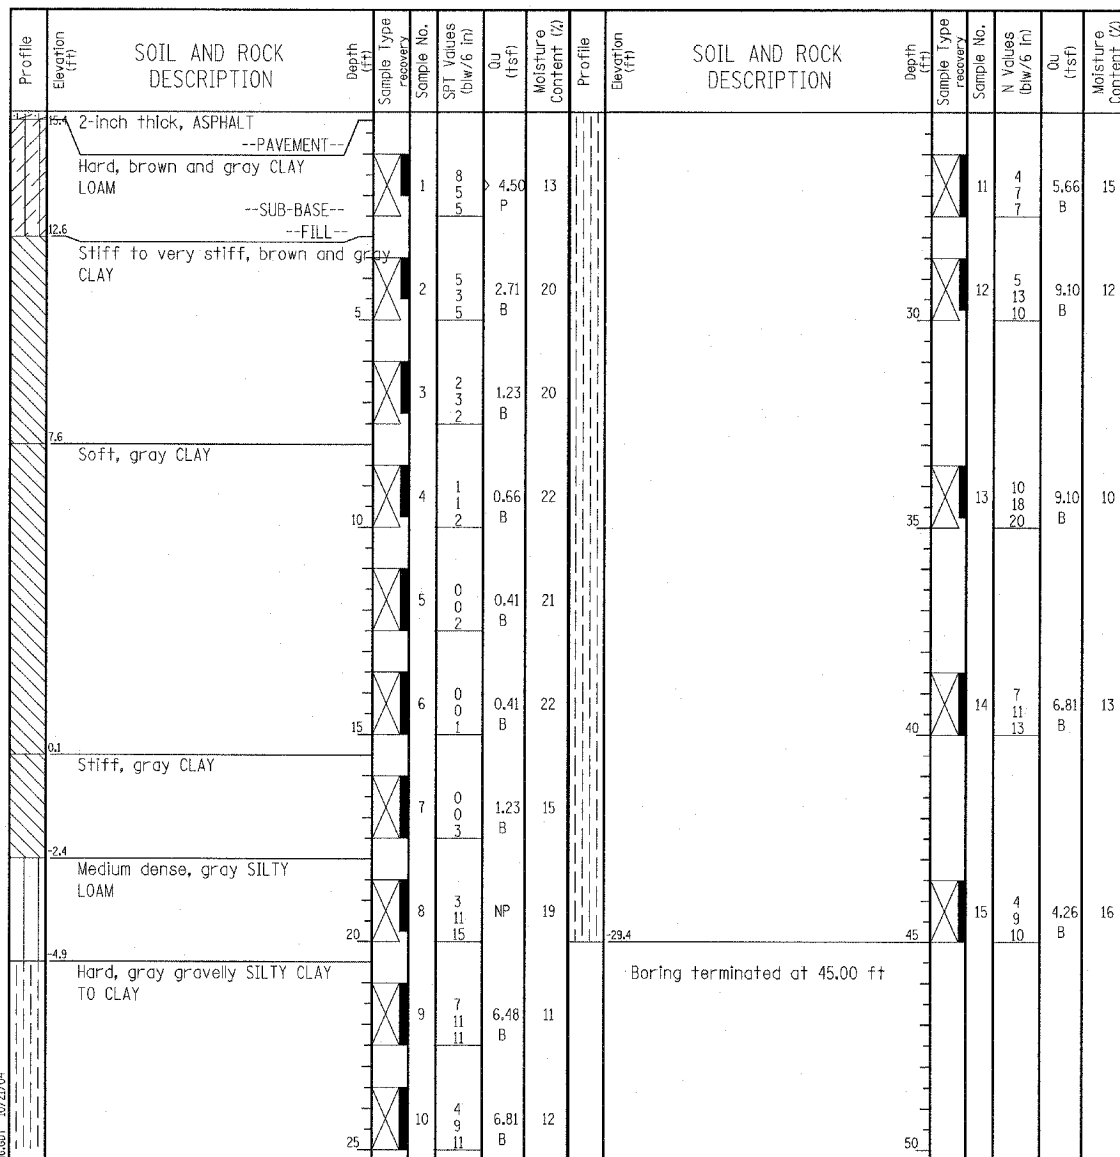 Profile
Elevation (ft)
SOIL AND ROCK DESCRIPTION
Depth (ft)
Sample Type recovery
Sample No.
SPT Values (blw/6 in)
Qu (tsf)
Moisture Content (%)
Profile
Elevation (ft)
SOIL AND ROCK DESCRIPTION
Depth (ft)
Sample Type recovery
Sample No.
N Values (blw/6 in)
Qu (tsf)
Moisture Content (%)
15.4 2-inch thick, ASPHALT
--PAVEMENT--
Hard, brown and gray CLAY
LOAM
--SUB-BASE--
--FILL--
1 8 5 5 > 4.50 P 13
12.6
Stiff to very stiff, brown and gray
CLAY
2 5 3 5 2.71 B 20
5
3 2 3 2 1.23 B 20
7.6
Soft, gray CLAY
4 1 1 2 0.66 B 22
10
5 0 0 2 0.41 B 21
6 0 0 1 0.41 B 22
15
0.1
Stiff, gray CLAY
7 0 0 3 1.23 B 15
-2.4
Medium dense, gray SILTY
LOAM
8 3 11 15 NP 19
20
-4.9
Hard, gray gravelly SILTY CLAY
TO CLAY
9 7 11 11 6.48 B 11
10 4 9 11 6.81 B 12
25
11 4 7 7 5.66 B 15
12 5 13 10 9.10 B 12
30
13 10 18 20 9.10 B 10
35
14 7 11 13 6.81 B 13
40
15 4 9 10 4.26 B 16
-29.4
45
Boring terminated at 45.00 ft
50
10/21/04